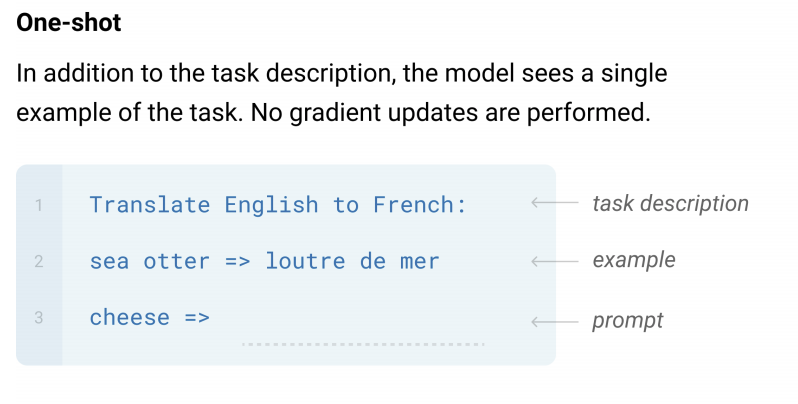 One-shot
In addition to the task description, the model sees a single
example of the task. No gradient updates are performed.
1 Translate English to French: task description
2 sea otter => loutre de mer example
3 cheese => prompt